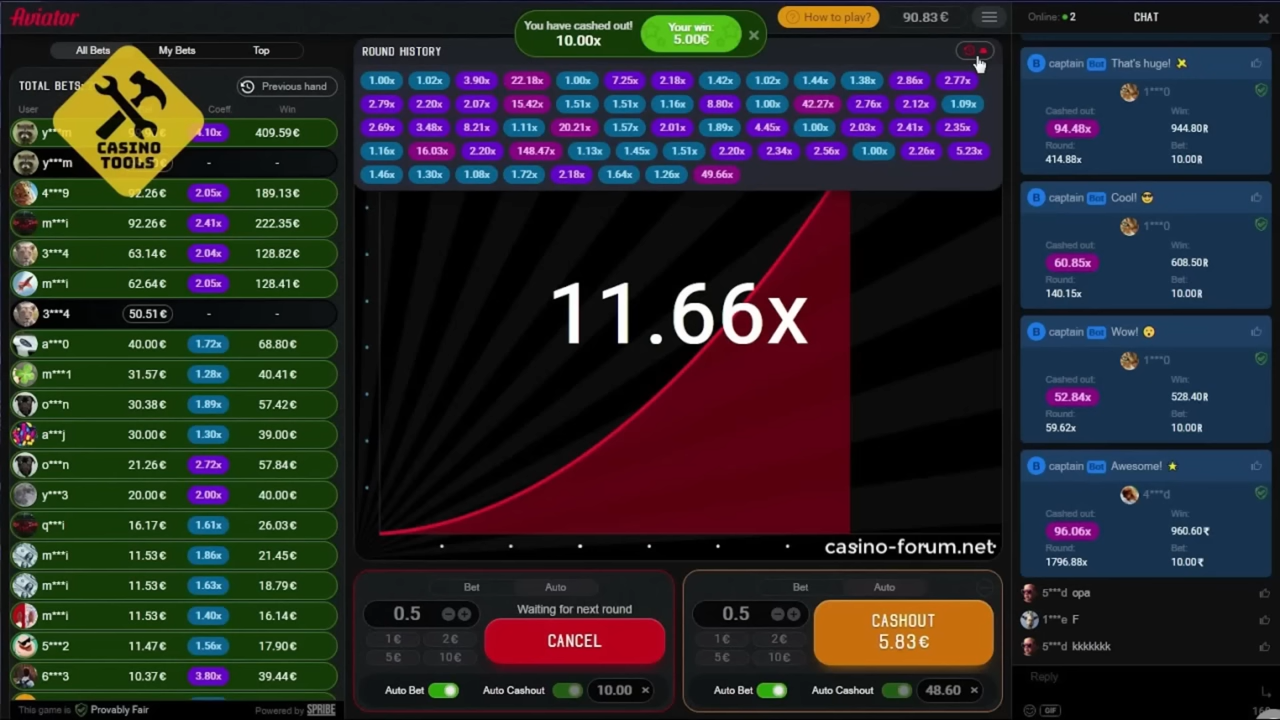 Aviator
You have cashed out!
10.00x
Your win:
5.00€
How to play?
90.83 €
Online: 2
CHAT
All Bets
My Bets
Top
TOTAL BETS:
Previous hand
User
Coeff.
Win
CASINO
TOOLS
ROUND HISTORY
1.00x 1.02x 3.90x 22.18x 1.00x 7.25x 2.18x 1.42x 1.02x 1.44x 1.38x 2.86x 2.77x
2.79x 2.20x 2.07x 15.42x 1.51x 1.51x 1.16x 8.80x 1.00x 42.27x 2.76x 2.12x 1.09x
2.69x 3.48x 8.21x 1.11x 20.21x 1.57x 2.01x 1.89x 4.45x 1.00x 2.03x 2.41x 2.35x
1.16x 16.03x 2.20x 148.47x 1.13x 1.45x 1.51x 2.20x 2.34x 2.56x 1.00x 2.26x 5.23x
1.46x 1.30x 1.08x 1.72x 2.18x 1.64x 1.26x 49.66x
y***m 4.10x 409.59 €
y***m - -
4***9 92.26 € 2.05x 189.13 €
m***i 92.26 € 2.41x 222.35 €
3***4 63.14 € 2.04x 128.82 €
m***i 62.64 € 2.05x 128.41 €
3***4 50.51 € - -
a***0 40.00 € 1.72x 68.80 €
m***1 31.57 € 1.28x 40.41 €
o***n 30.38 € 1.89x 57.42 €
a***j 30.00 € 1.30x 39.00 €
o***n 21.26 € 2.72x 57.84 €
y***3 20.00 € 2.00x 40.00 €
q***i 16.17 € 1.61x 26.03 €
m***i 11.53 € 1.86x 21.45 €
m***i 11.53 € 1.63x 18.79 €
m***i 11.53 € 1.40x 16.14 €
5***2 11.47 € 1.56x 17.90 €
6***3 10.37 € 3.80x 39.44 €
This game is Provably Fair
Powered by SPRIBE
11.66x
casino-forum.net
Bet Auto
0.5
1 € 2 €
5 € 10 €
Waiting for next round
CANCEL
Auto Bet
Auto Cashout
10.00 ×
Bet Auto
0.5
1 € 2 €
5 € 10 €
CASHOUT
5.83 €
Auto Bet
Auto Cashout
48.60 ×
B captain Bot That's huge!
1***0
Cashed out: Win:
94.48x 944.80 R
Round: Bet:
414.88x 10.00 R
B captain Bot Cool!
1***0
Cashed out: Win:
60.85x 608.50 R
Round: Bet:
140.15x 10.00 R
B captain Bot Wow!
1***0
Cashed out: Win:
52.84x 528.40 R
Round: Bet:
59.62x 10.00 R
B captain Bot Awesome!
4***d
Cashed out: Win:
96.06x 960.60 ₹
Round: Bet:
1796.88x 10.00 ₹
5***d opa
1***e F
5***d kkkkkkk
Reply
GIF